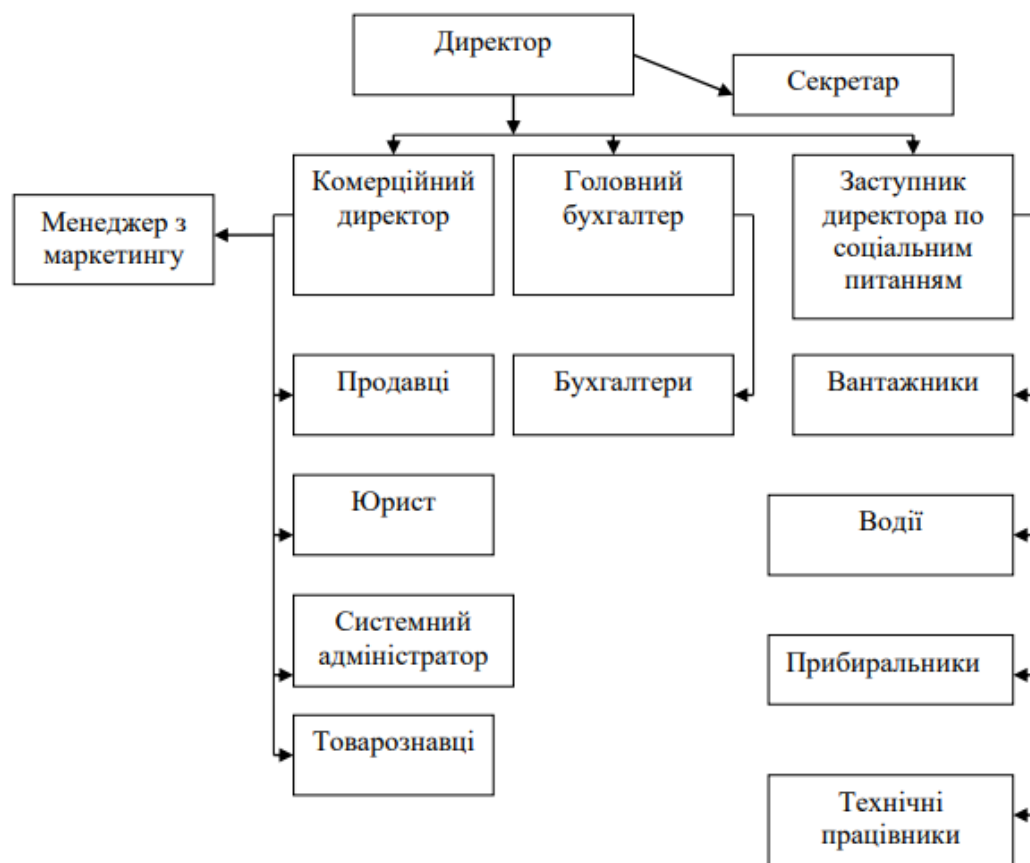 Директор
Секретар
Комерційний
директор
Головний
бухгалтер
Заступник
директора по
соціальним
питанням
Менеджер з
маркетингу
Продавці
Бухгалтери
Вантажники
Юрист
Водії
Системний
адміністратор
Прибиральники
Товарознавці
Технічні
працівники